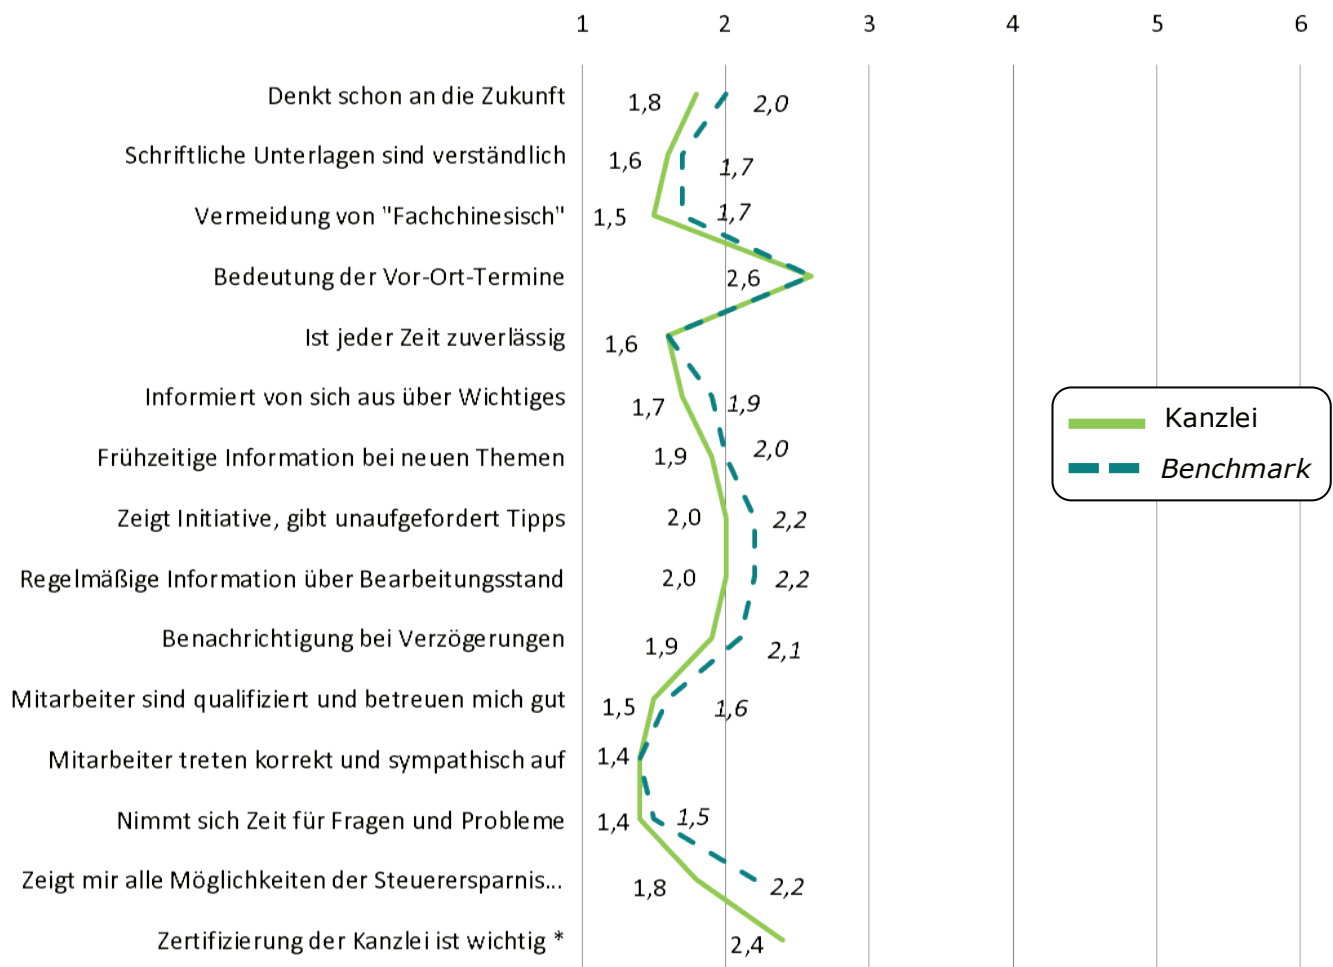 1 2 3 4 5 6
Denkt schon an die Zukunft 1,8 2,0
Schriftliche Unterlagen sind verständlich 1,6 1,7
Vermeidung von "Fachchinesisch" 1,5 1,7
Bedeutung der Vor-Ort-Termine 2,6
Ist jeder Zeit zuverlässig 1,6
Informiert von sich aus über Wichtiges 1,7 1,9
Kanzlei
Frühzeitige Information bei neuen Themen 1,9 2,0
Benchmark
Zeigt Initiative, gibt unaufgefordert Tipps 2,0 2,2
Regelmäßige Information über Bearbeitungsstand 2,0 2,2
Benachrichtigung bei Verzögerungen 1,9 2,1
Mitarbeiter sind qualifiziert und betreuen mich gut 1,5 1,6
Mitarbeiter treten korrekt und sympathisch auf 1,4
Nimmt sich Zeit für Fragen und Probleme 1,4 1,5
Zeigt mir alle Möglichkeiten der Steuerersparnis... 1,8 2,2
Zertifizierung der Kanzlei ist wichtig * 2,4